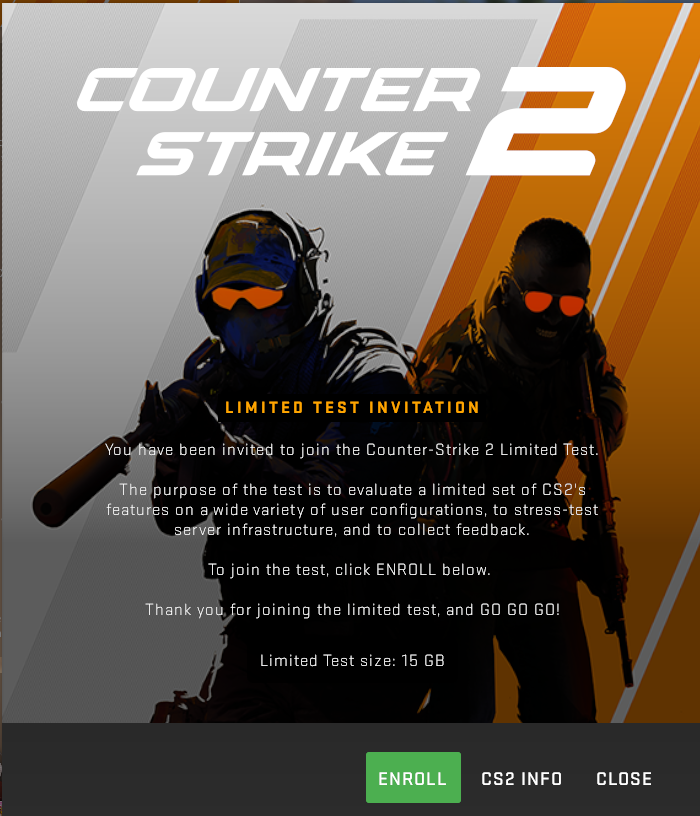 COUNTER
STRIKE 2
LIMITED TEST INVITATION
You have been invited to join the Counter-Strike 2 Limited Test.
The purpose of the test is to evaluate a limited set of CS2's
features on a wide variety of user configurations, to stress-test
server infrastructure, and to collect feedback.
To join the test, click ENROLL below.
Thank you for joining the limited test, and GO GO GO!
Limited Test size: 15 GB
ENROLL CS2 INFO CLOSE